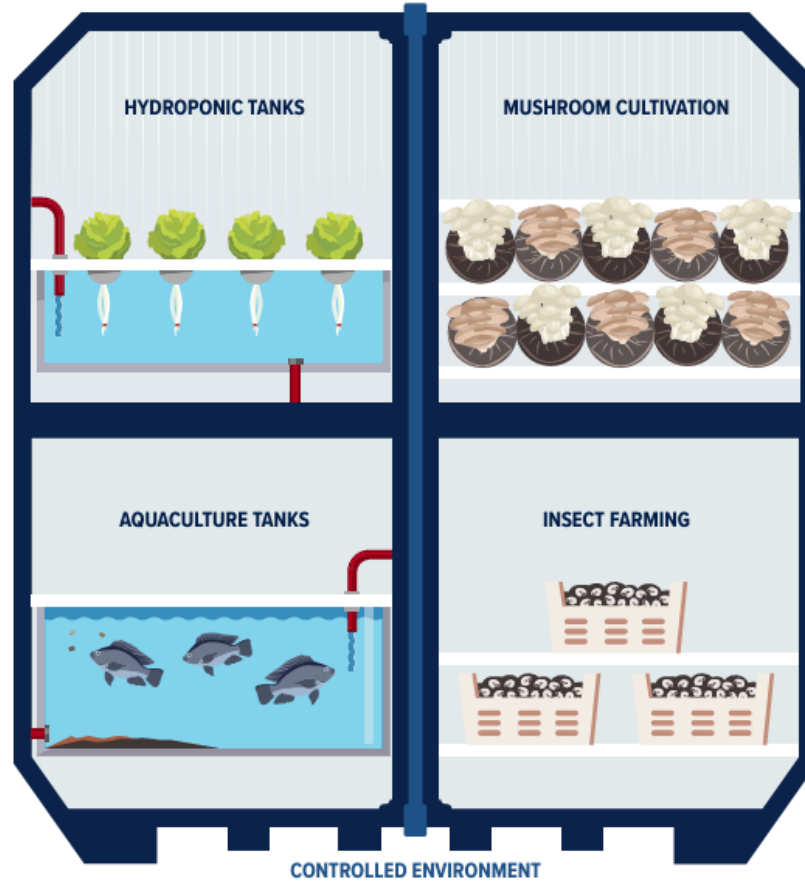 HYDROPONIC TANKS
MUSHROOM CULTIVATION
AQUACULTURE TANKS
INSECT FARMING
CONTROLLED ENVIRONMENT